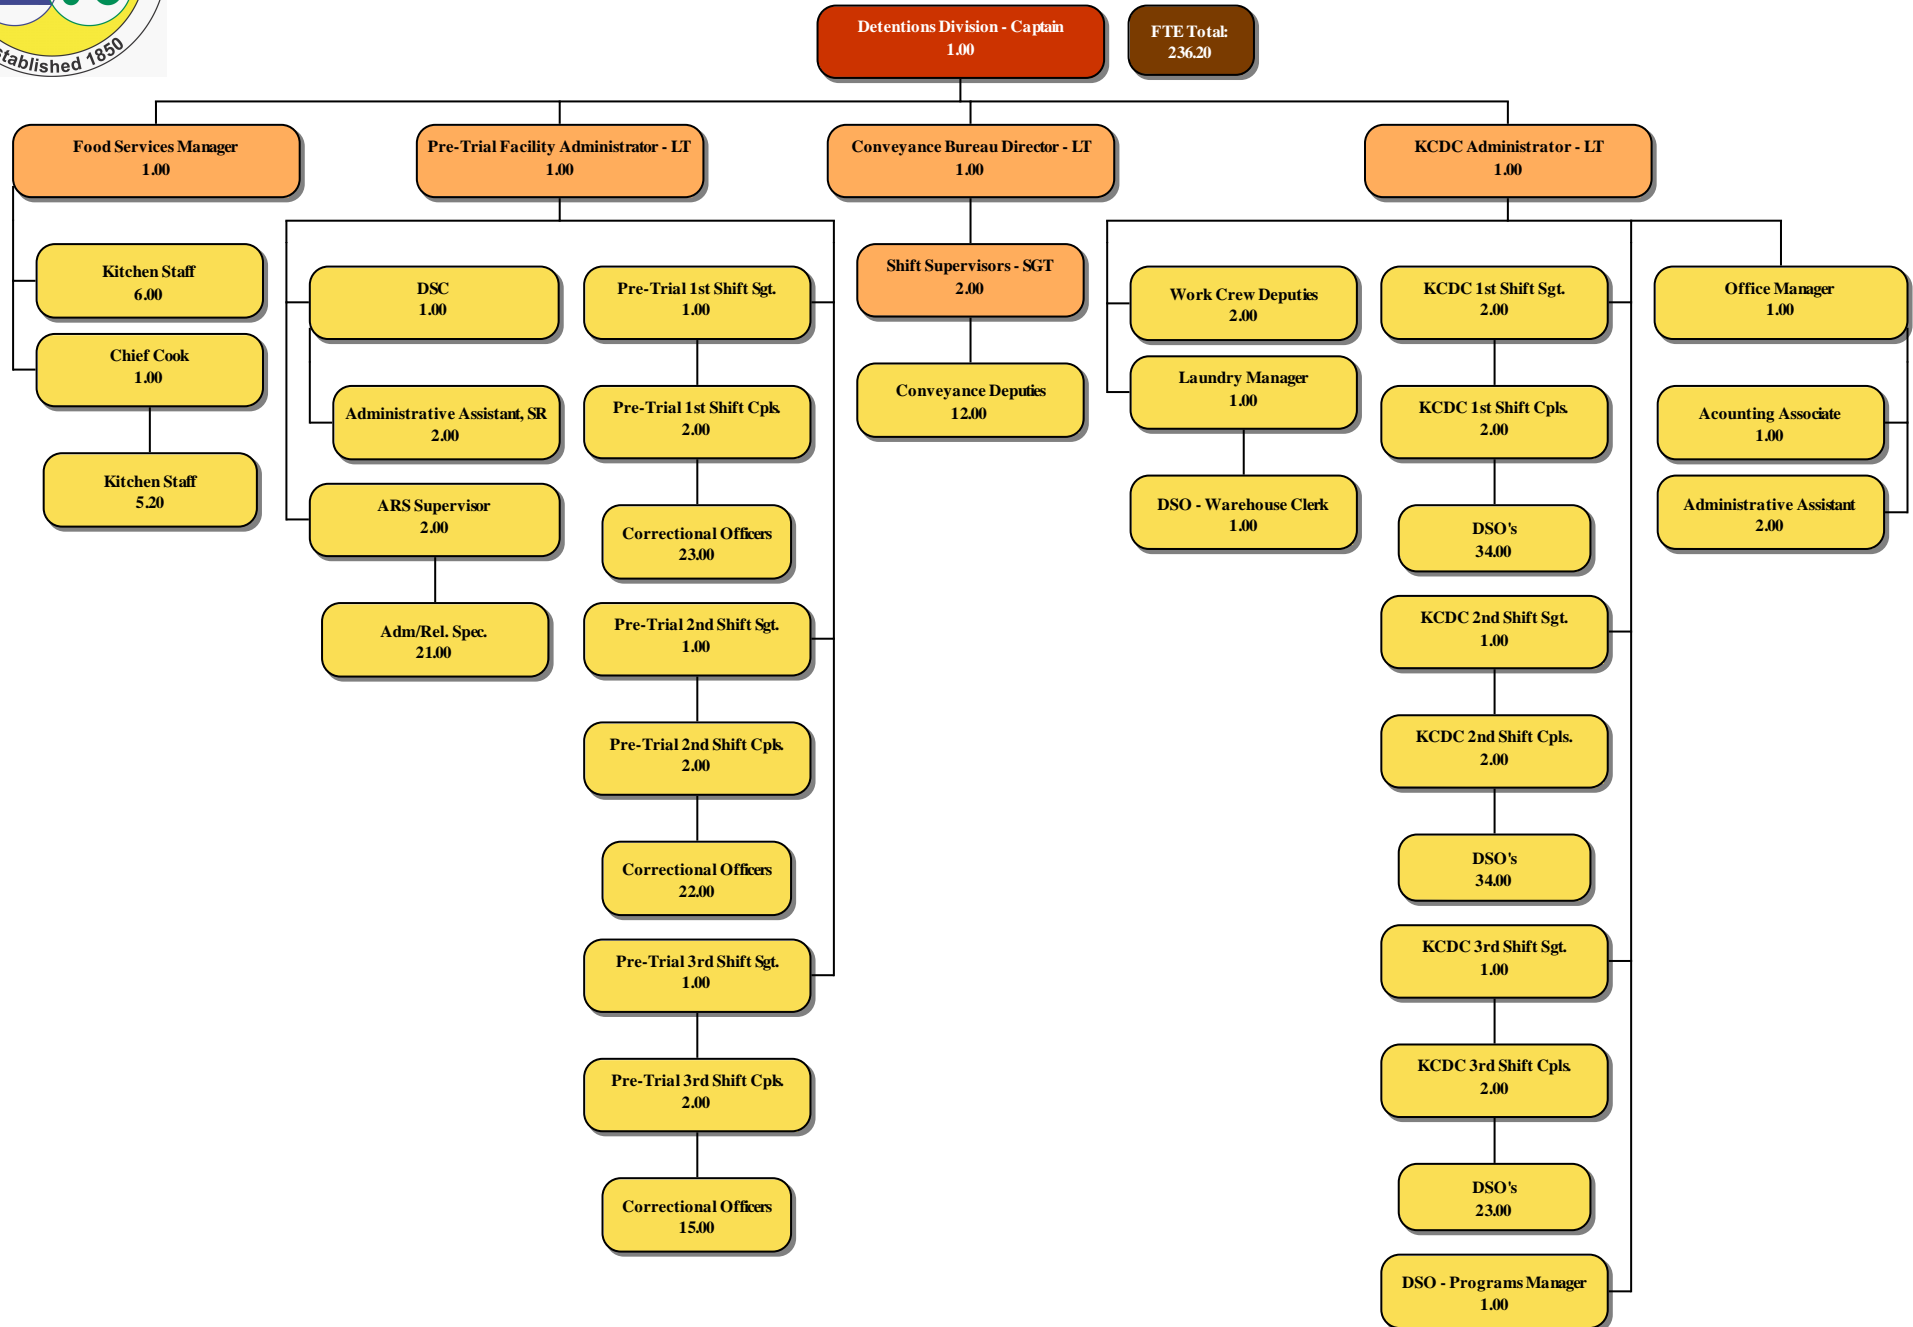 stablished 1850
Detentions Division - Captain
1.00
FTE Total:
236.20
Food Services Manager
1.00
Pre-Trial Facility Administrator - LT
1.00
Conveyance Bureau Director - LT
1.00
KCDC Administrator - LT
1.00
Kitchen Staff
6.00
Chief Cook
1.00
Kitchen Staff
5.20
DSC
1.00
Administrative Assistant, SR
2.00
ARS Supervisor
2.00
Adm/Rel. Spec.
21.00
Pre-Trial 1st Shift Sgt.
1.00
Pre-Trial 1st Shift Cpls.
2.00
Correctional Officers
23.00
Pre-Trial 2nd Shift Sgt.
1.00
Pre-Trial 2nd Shift Cpls.
2.00
Correctional Officers
22.00
Pre-Trial 3rd Shift Sgt.
1.00
Pre-Trial 3rd Shift Cpls.
2.00
Correctional Officers
15.00
Shift Supervisors - SGT
2.00
Conveyance Deputies
12.00
Work Crew Deputies
2.00
Laundry Manager
1.00
DSO - Warehouse Clerk
1.00
KCDC 1st Shift Sgt.
2.00
KCDC 1st Shift Cpls.
2.00
DSO's
34.00
KCDC 2nd Shift Sgt.
1.00
KCDC 2nd Shift Cpls.
2.00
DSO's
34.00
KCDC 3rd Shift Sgt.
1.00
KCDC 3rd Shift Cpls.
2.00
DSO's
23.00
DSO - Programs Manager
1.00
Office Manager
1.00
Acounting Associate
1.00
Administrative Assistant
2.00